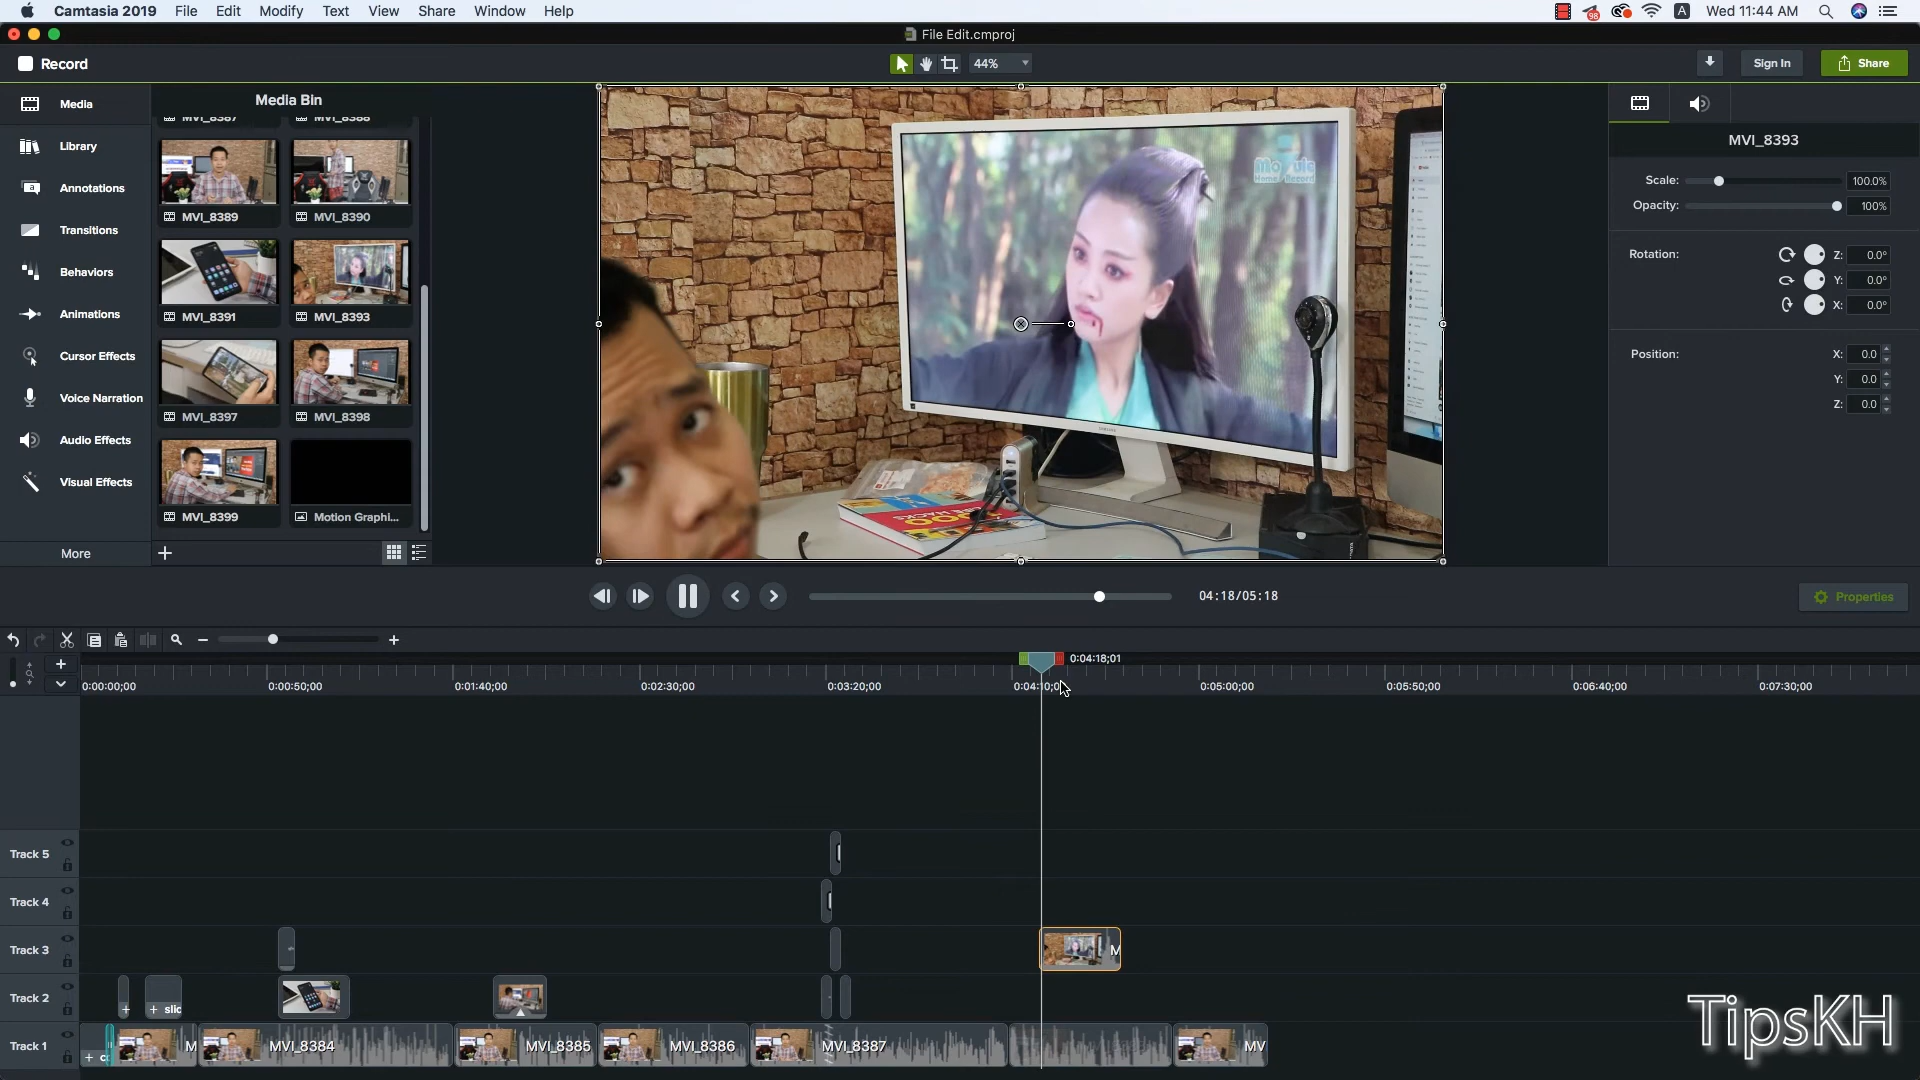 Camtasia 2019 File Edit Modify Text View Share Window Help
98 A Wed 11:44 AM
File Edit.cmproj
Record
44%
Sign In
Share
Media
Library
Annotations
Transitions
Behaviors
Animations
Cursor Effects
Voice Narration
Audio Effects
Visual Effects
More
Media Bin
MVI_8387 MVI_8388
MVI_8389 MVI_8390
MVI_8391 MVI_8393
MVI_8397 MVI_8398
MVI_8399 Motion Graphi...
MVI_8393
Scale: 100.0%
Opacity: 100%
Rotation: Z: 0.0°
Y: 0.0°
X: 0.0°
Position: X: 0.0
Y: 0.0
Z: 0.0
04:18/05:18
Properties
0:04:18;01
0:00:00;00 0:00:50;00 0:01:40;00 0:02:30;00 0:03:20;00 0:04:10;00 0:05:00;00 0:05:50;00 0:06:40;00 0:07:30;00
Track 5
Track 4
Track 3 M
Track 2 + + slic
Track 1 + M MVI_8384 MVI_8385 MVI_8386 MVI_8387 MV
TipsKH